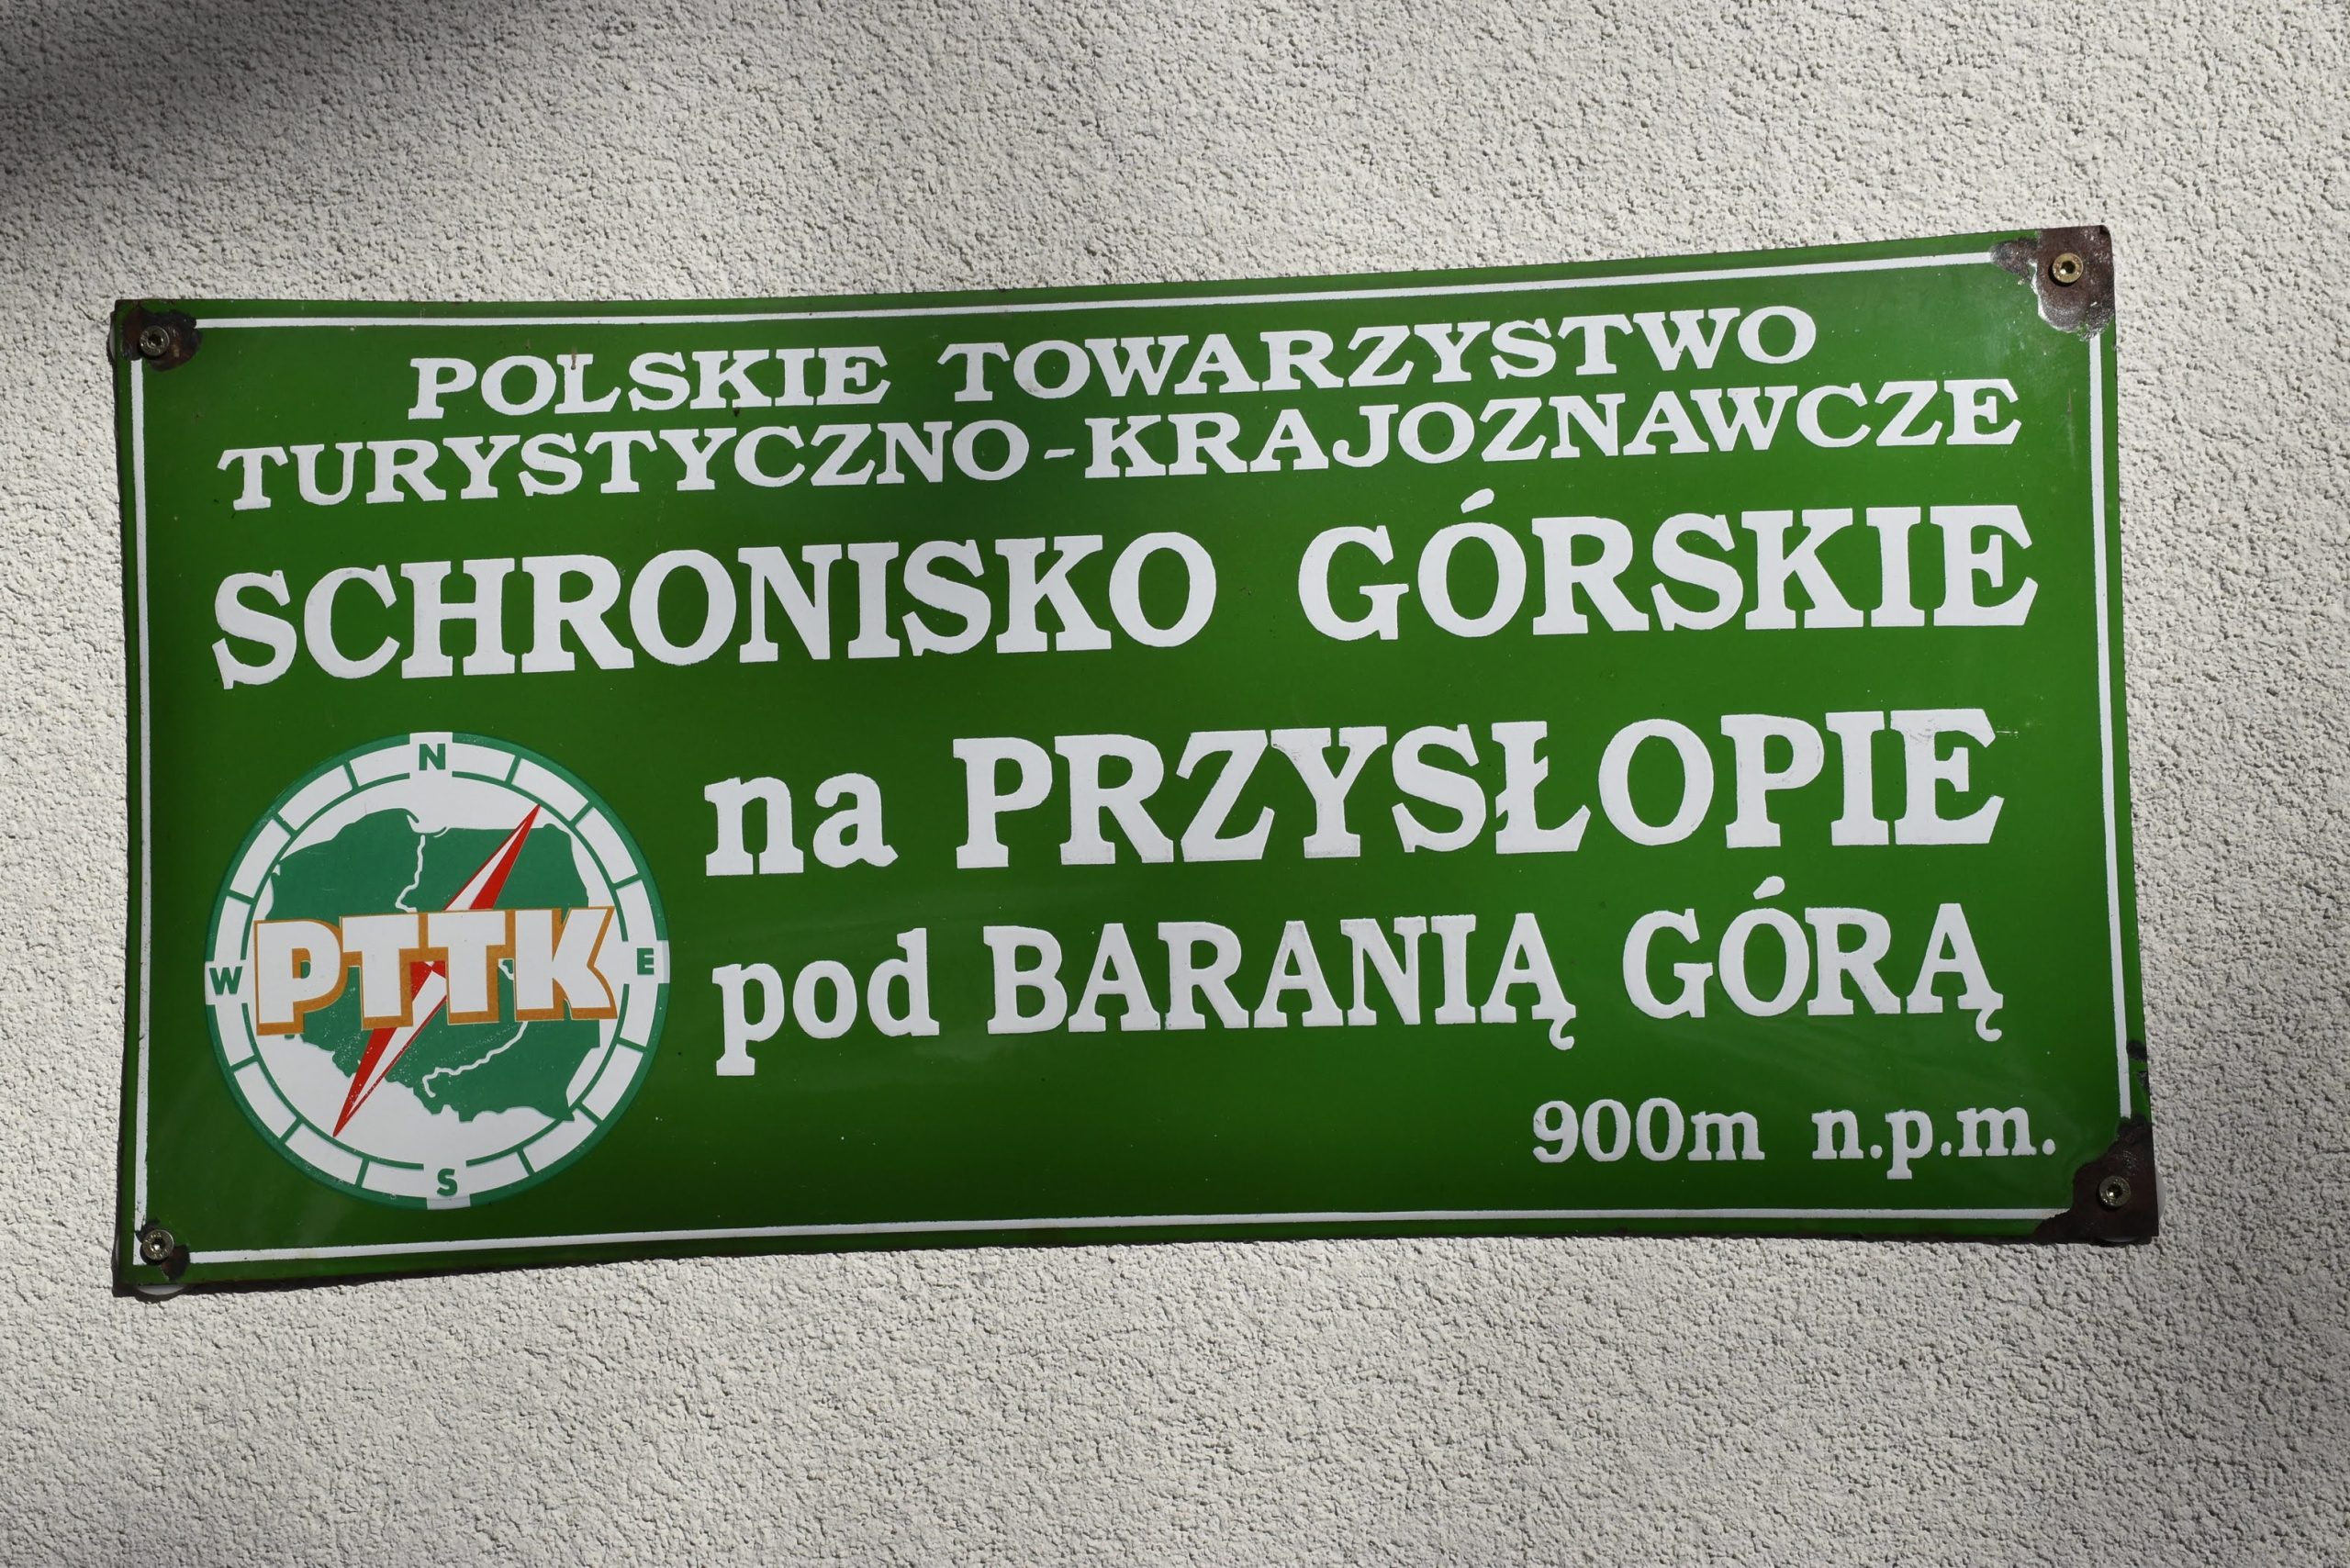 POLSKIE TOWARZYSTWO
TURYSTYCZNO-KRAJOZNAWCZE
SCHRONISKO GÓRSKIE
na PRZYSŁOPIE
pod BARANIĄ GÓRĄ
900m n.p.m.
N
W PTTK E
S